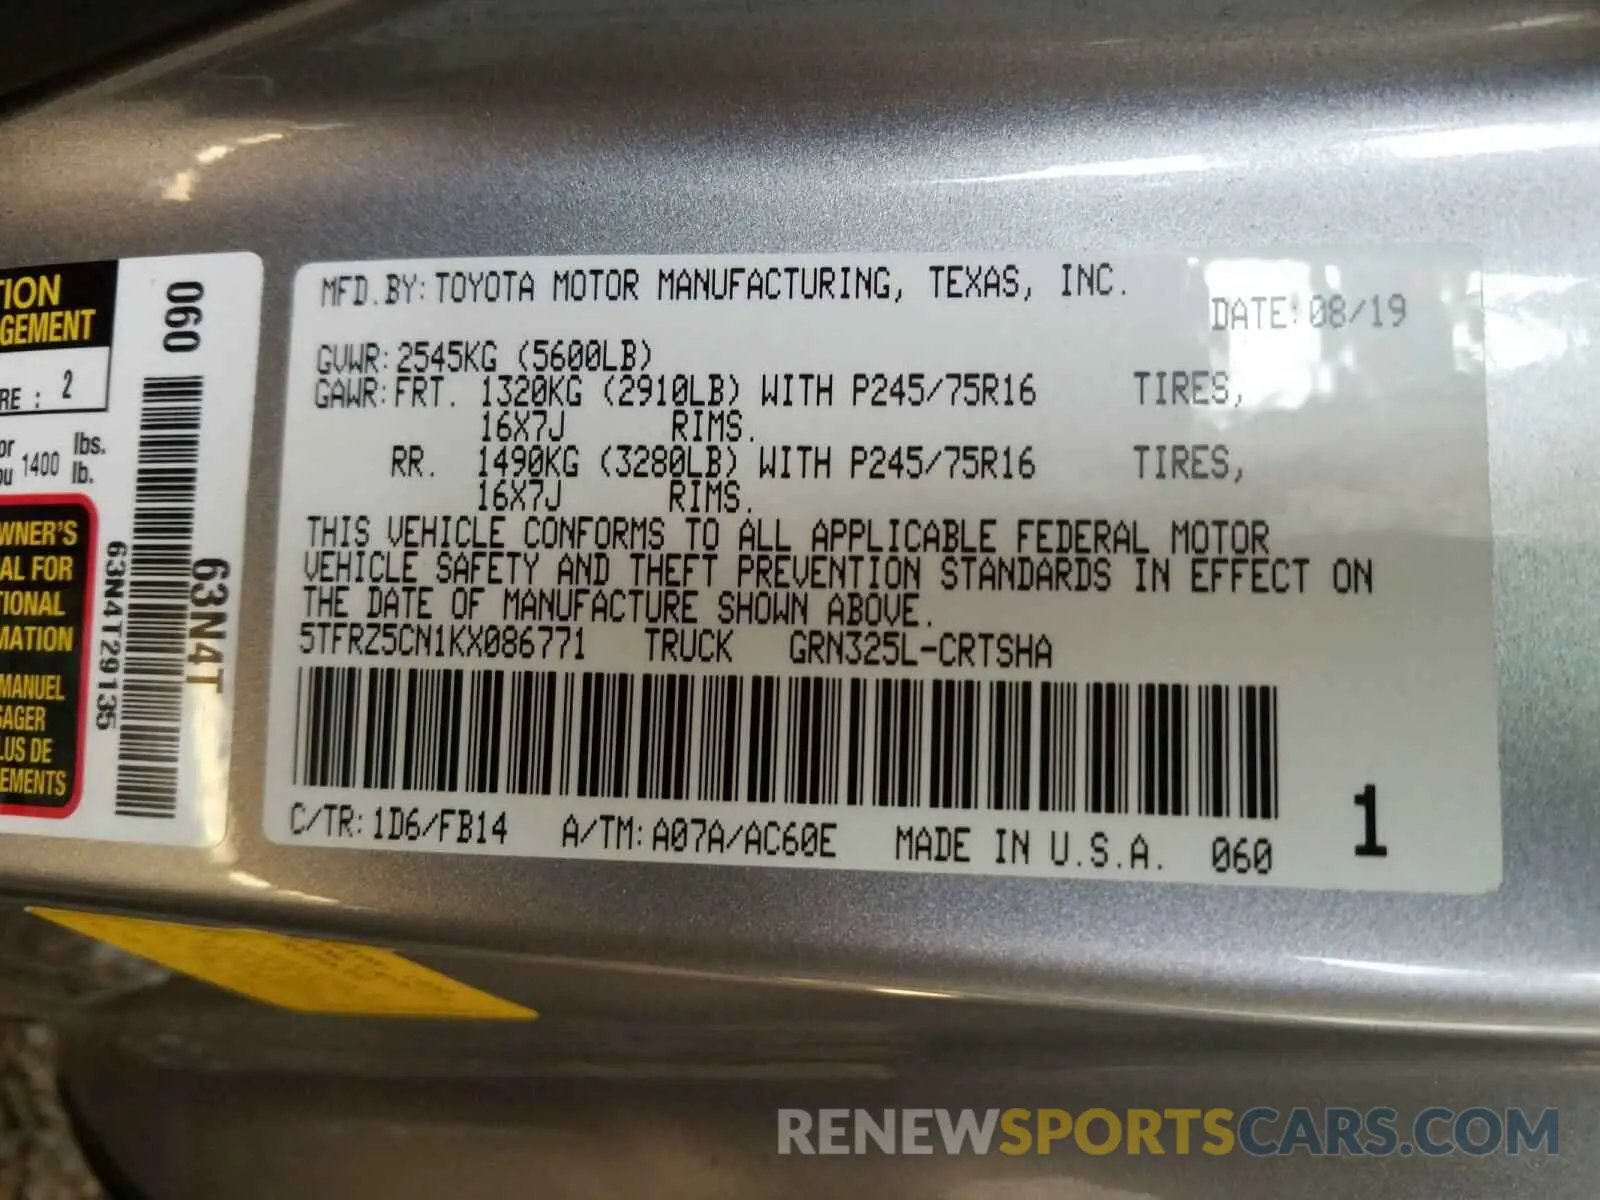 TION
GEMENT
RE : 2
or
ou 1400 lbs.
lb.
WNER'S
AL FOR
TIONAL
MATION
MANUEL
GAGER
LUS DE
EMENTS
060
63N4T29135
63N4T
MFD.BY:TOYOTA MOTOR MANUFACTURING, TEXAS, INC.
DATE:08/19
GVWR:2545KG (5600LB)
GAWR:FRT. 1320KG (2910LB) WITH P245/75R16 TIRES,
16X7J RIMS.
RR. 1490KG (3280LB) WITH P245/75R16 TIRES,
16X7J RIMS.
THIS VEHICLE CONFORMS TO ALL APPLICABLE FEDERAL MOTOR
VEHICLE SAFETY AND THEFT PREVENTION STANDARDS IN EFFECT ON
THE DATE OF MANUFACTURE SHOWN ABOVE.
5TFRZ5CN1KX086771 TRUCK GRN325L-CRTSHA
C/TR:1D6/FB14 A/TM:A07A/AC60E MADE IN U.S.A. 060
1
RENEWSPORTSCARS.COM